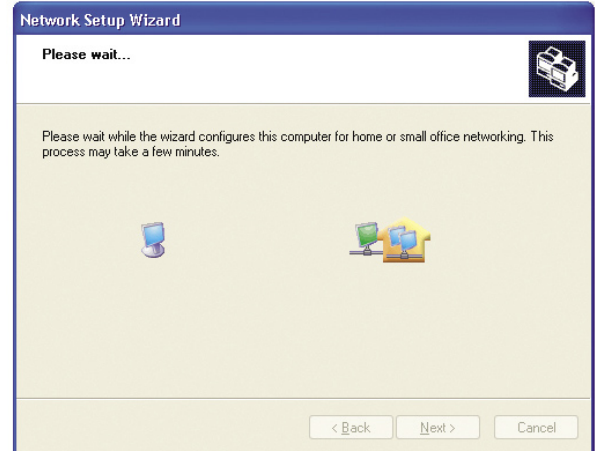 Network Setup Wizard
Please wait...
Please wait while the wizard configures this computer for home or small office networking. This
process may take a few minutes.
< Back
Next >
Cancel